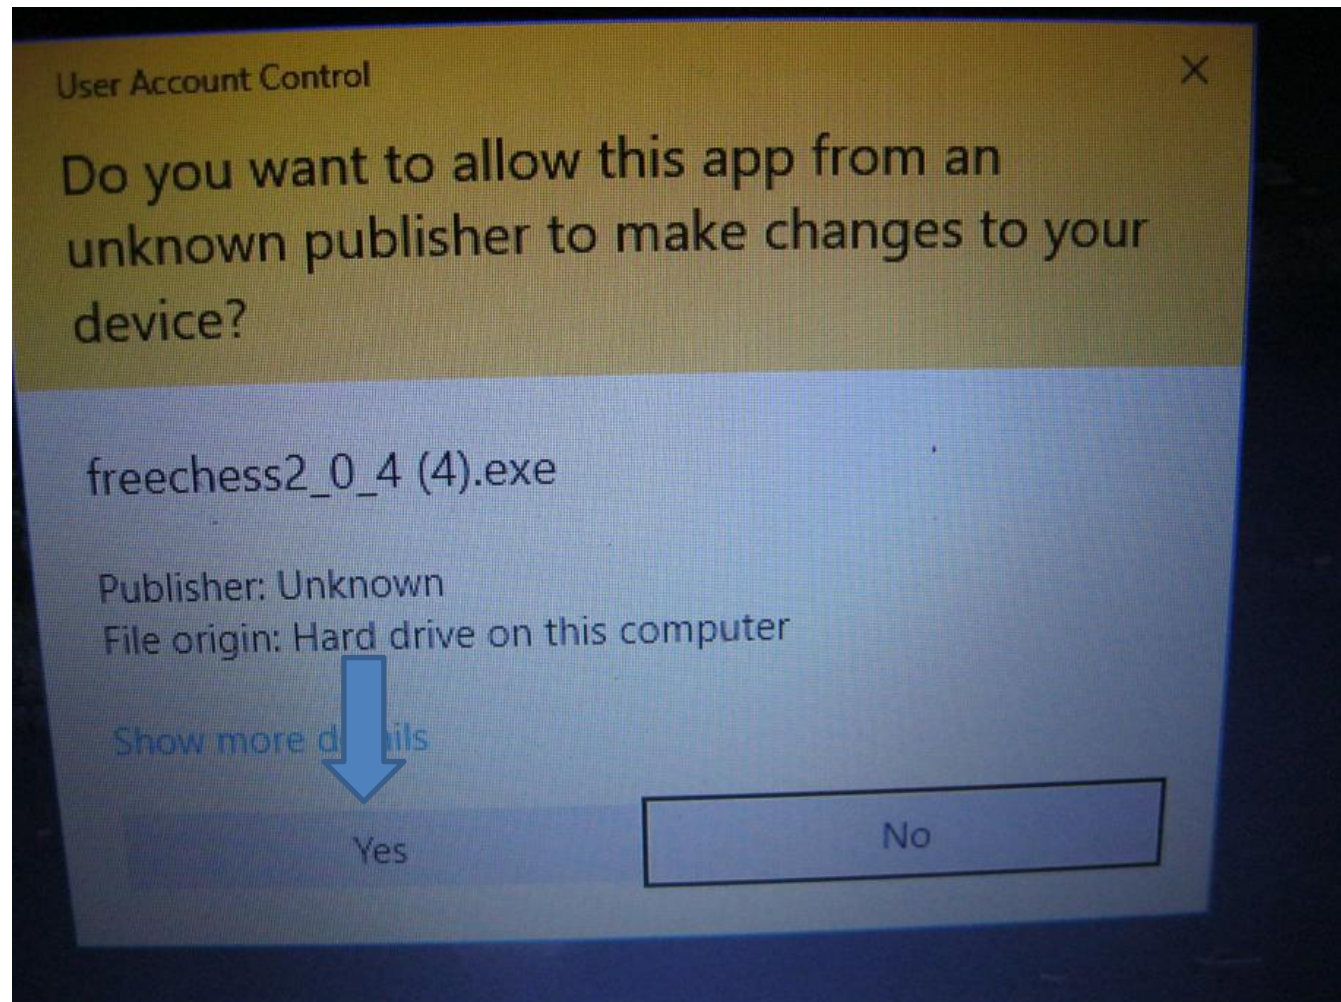 User Account Control
Do you want to allow this app from an
unknown publisher to make changes to your
device?
freechess2_0_4 (4).exe
Publisher: Unknown
File origin: Hard drive on this computer
Show more d ils
Yes
No